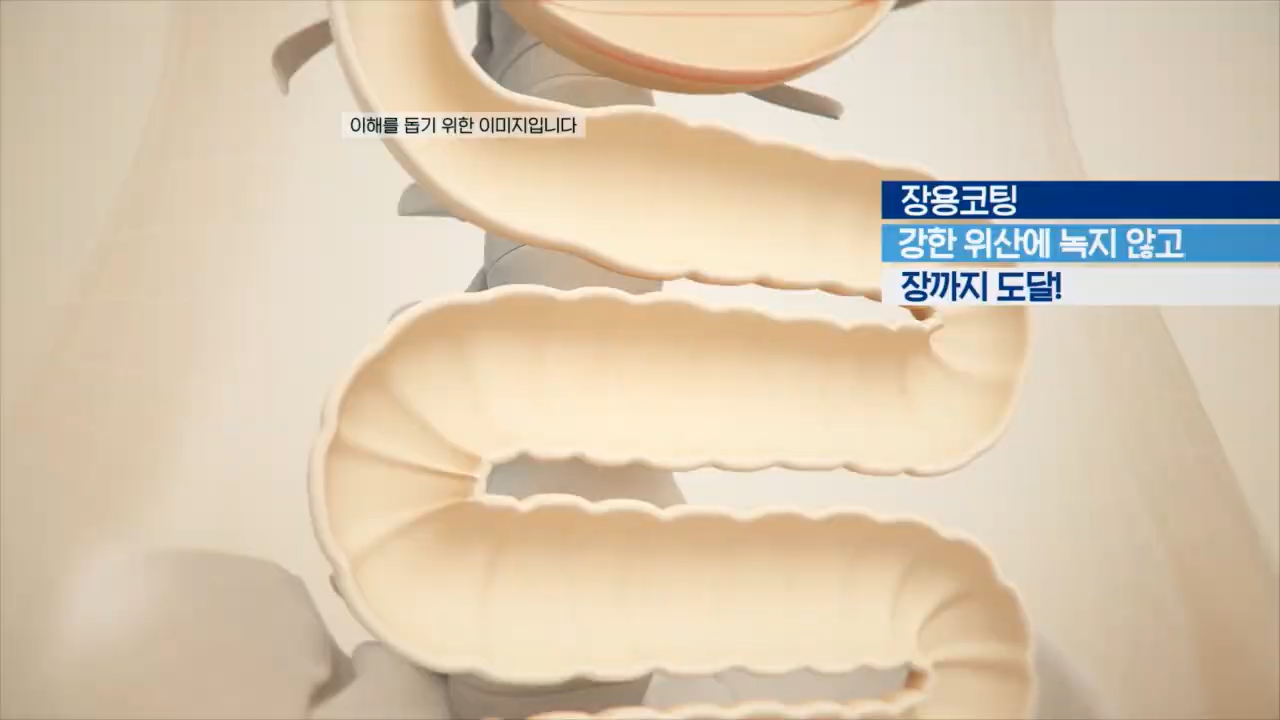 이해를 돕기 위한 이미지입니다
장용코팅
강한 위산에 녹지 않고
장까지 도달!